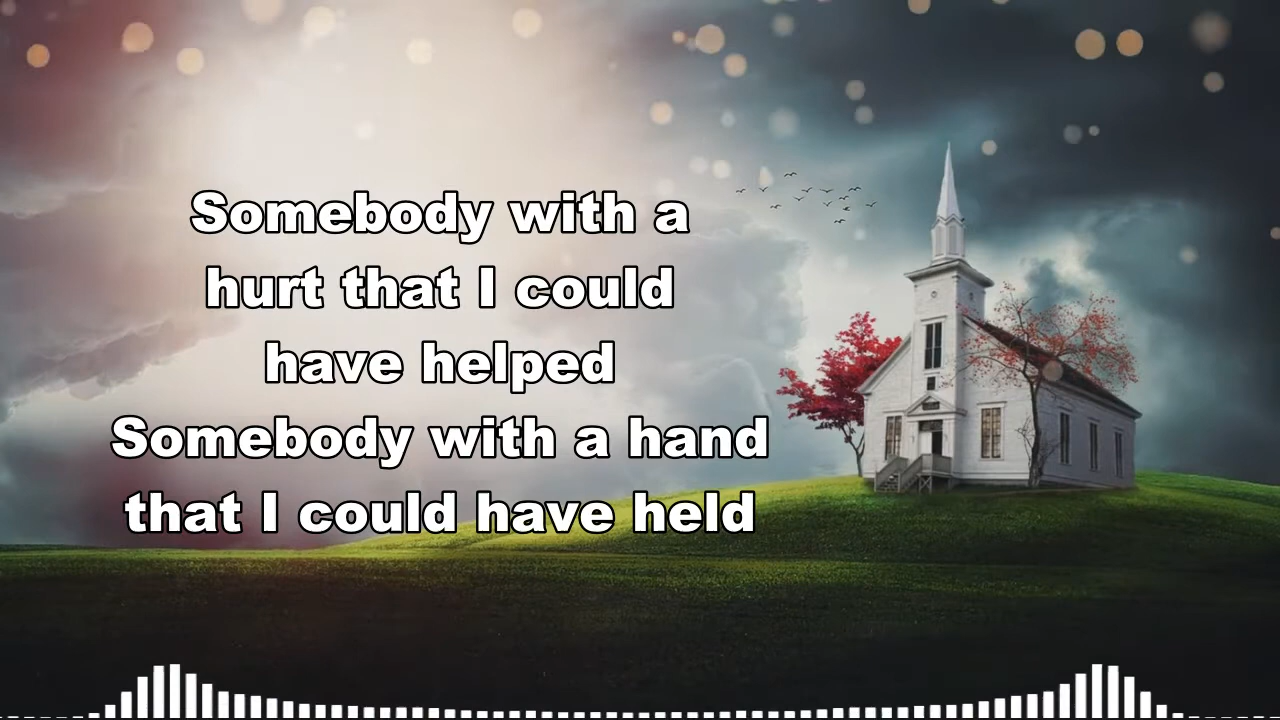 Somebody with a
hurt that I could
have helped
Somebody with a hand
that I could have held